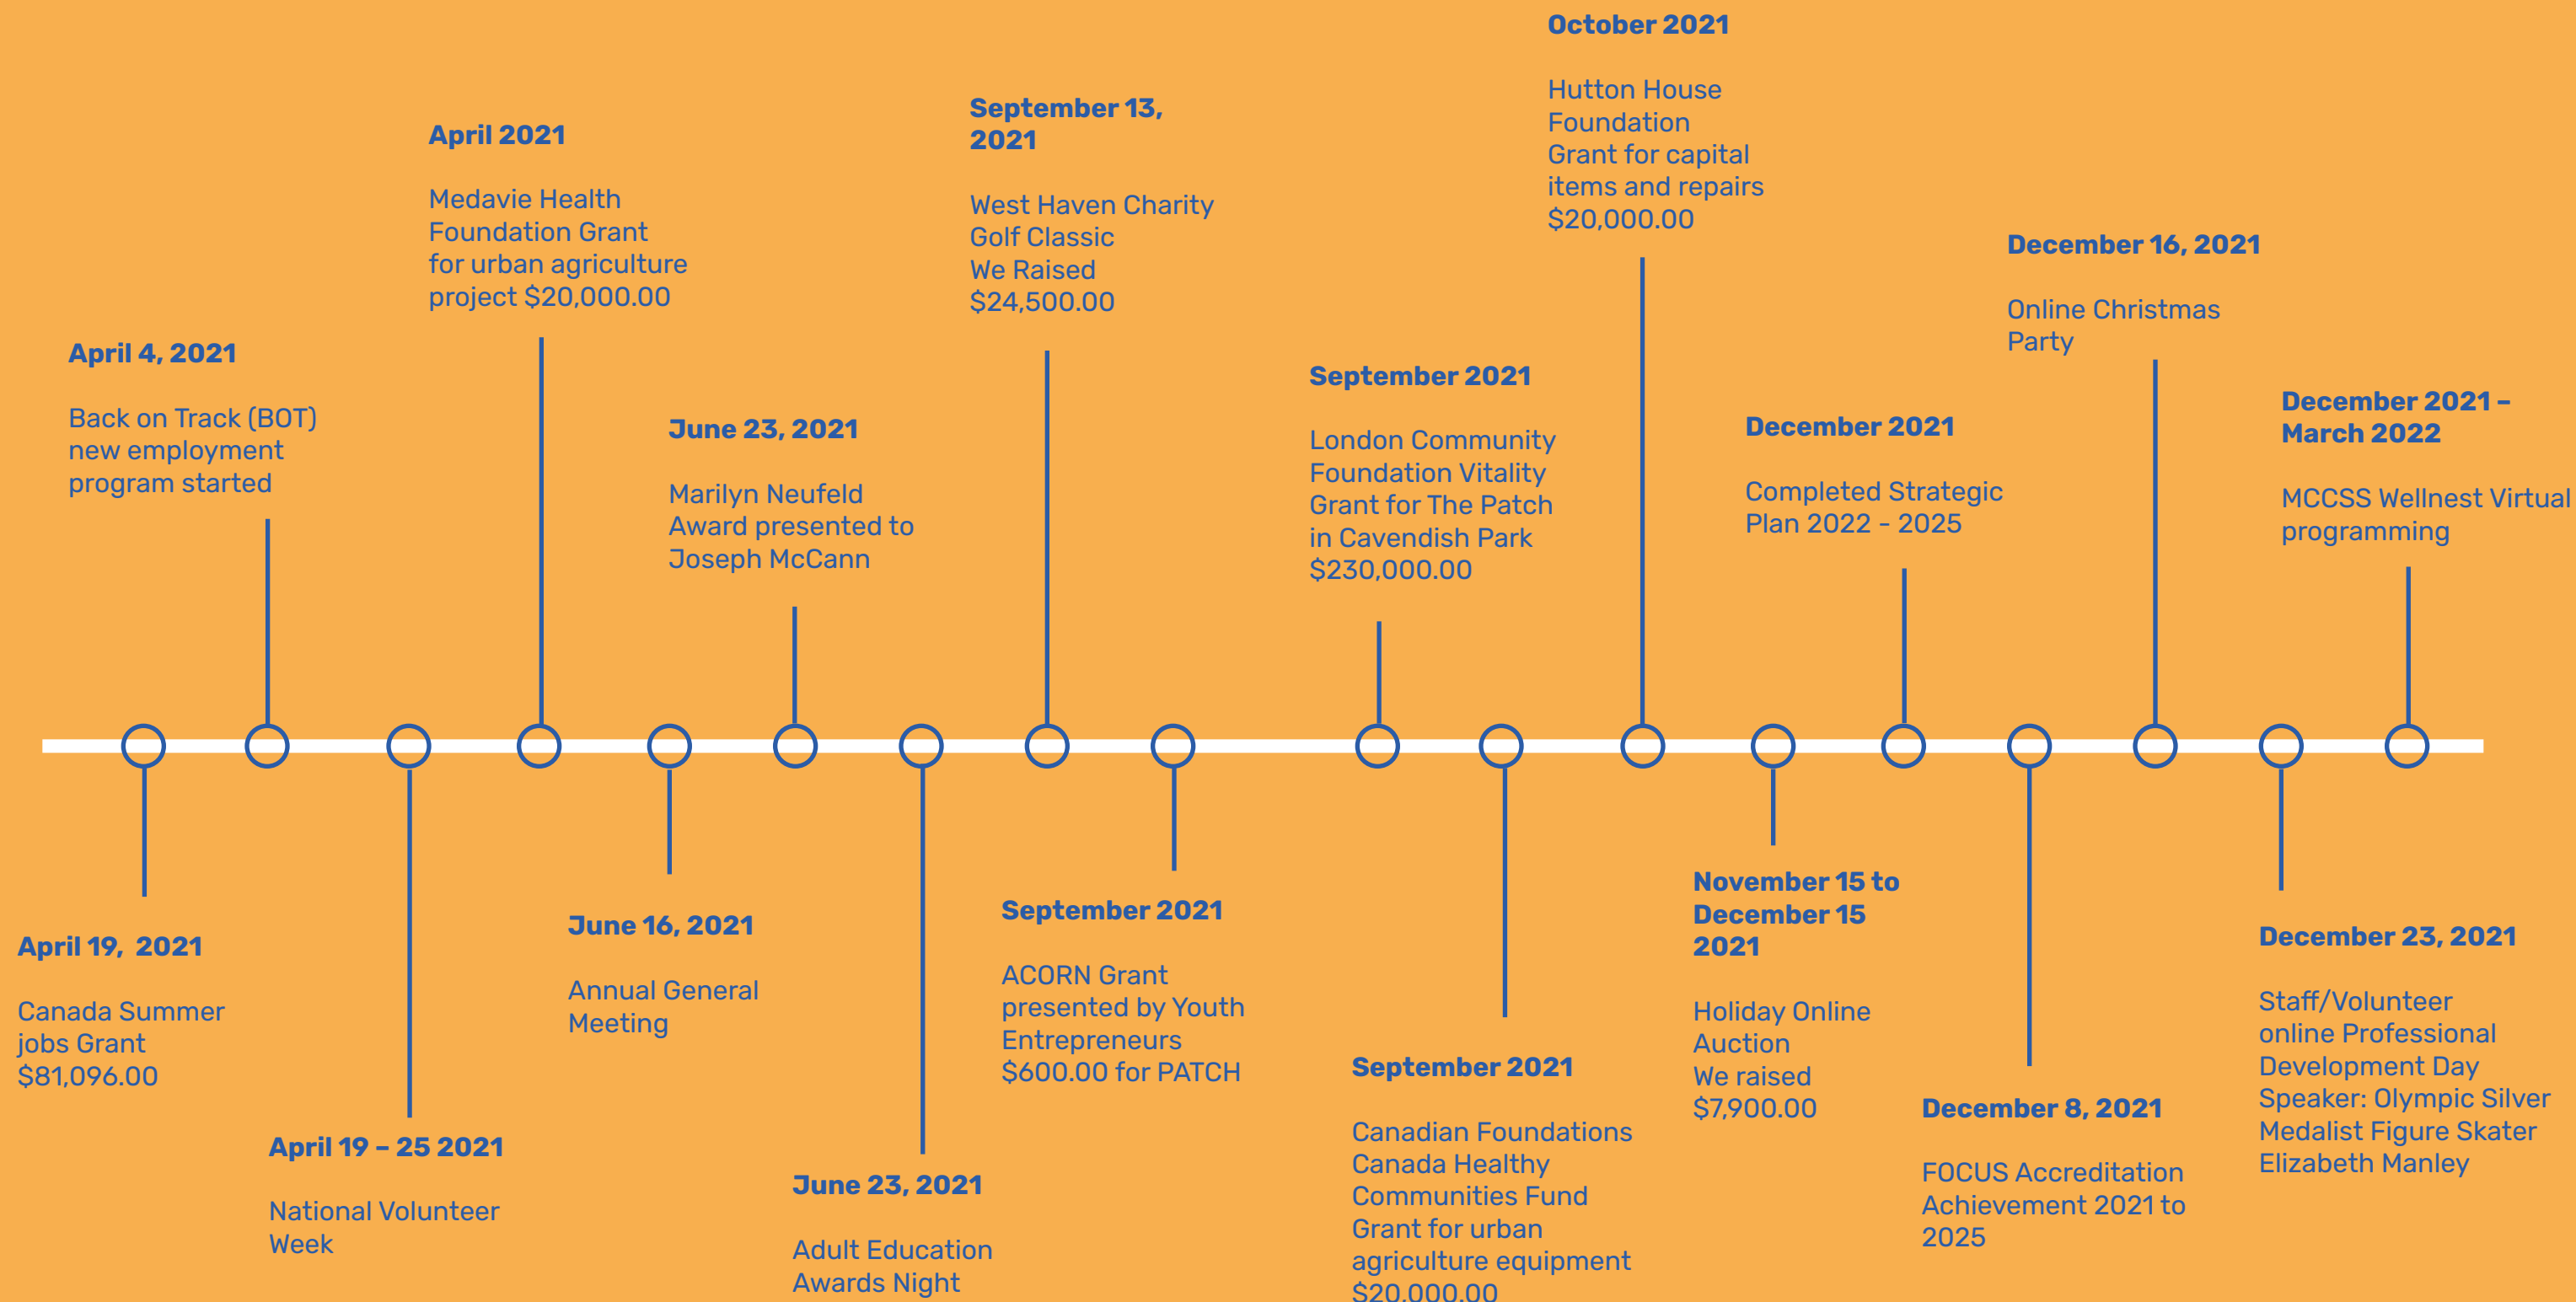 April 19,  2021
Canada Summer
jobs Grant
$81,096.00
April 4, 2021
Back on Track (BOT)
new employment
program started
April 19 – 25 2021
National Volunteer
Week
April 2021
Medavie Health
Foundation Grant
for urban agriculture
project $20,000.00
June 16, 2021
Annual General
Meeting
June 23, 2021
Marilyn Neufeld
Award presented to
Joseph McCann
June 23, 2021
Adult Education
Awards Night
September 13,
2021
West Haven Charity
Golf Classic
We Raised
$24,500.00
September 2021
ACORN Grant
presented by Youth
Entrepreneurs
$600.00 for PATCH
September 2021
London Community
Foundation Vitality
Grant for The Patch
in Cavendish Park
$230,000.00
September 2021
Canadian Foundations
Canada Healthy
Communities Fund
Grant for urban
agriculture equipment
$20,000.00
October 2021
Hutton House
Foundation
Grant for capital
items and repairs
$20,000.00
November 15 to
December 15
2021
Holiday Online
Auction
We raised
$7,900.00
December 2021
Completed Strategic
Plan 2022 - 2025
December 8, 2021
FOCUS Accreditation
Achievement 2021 to
2025
December 16, 2021
Online Christmas
Party
December 23, 2021
Staff/Volunteer
online Professional
Development Day
Speaker: Olympic Silver
Medalist Figure Skater
Elizabeth Manley
December 2021 –
March 2022
MCCSS Wellnest Virtual
programming